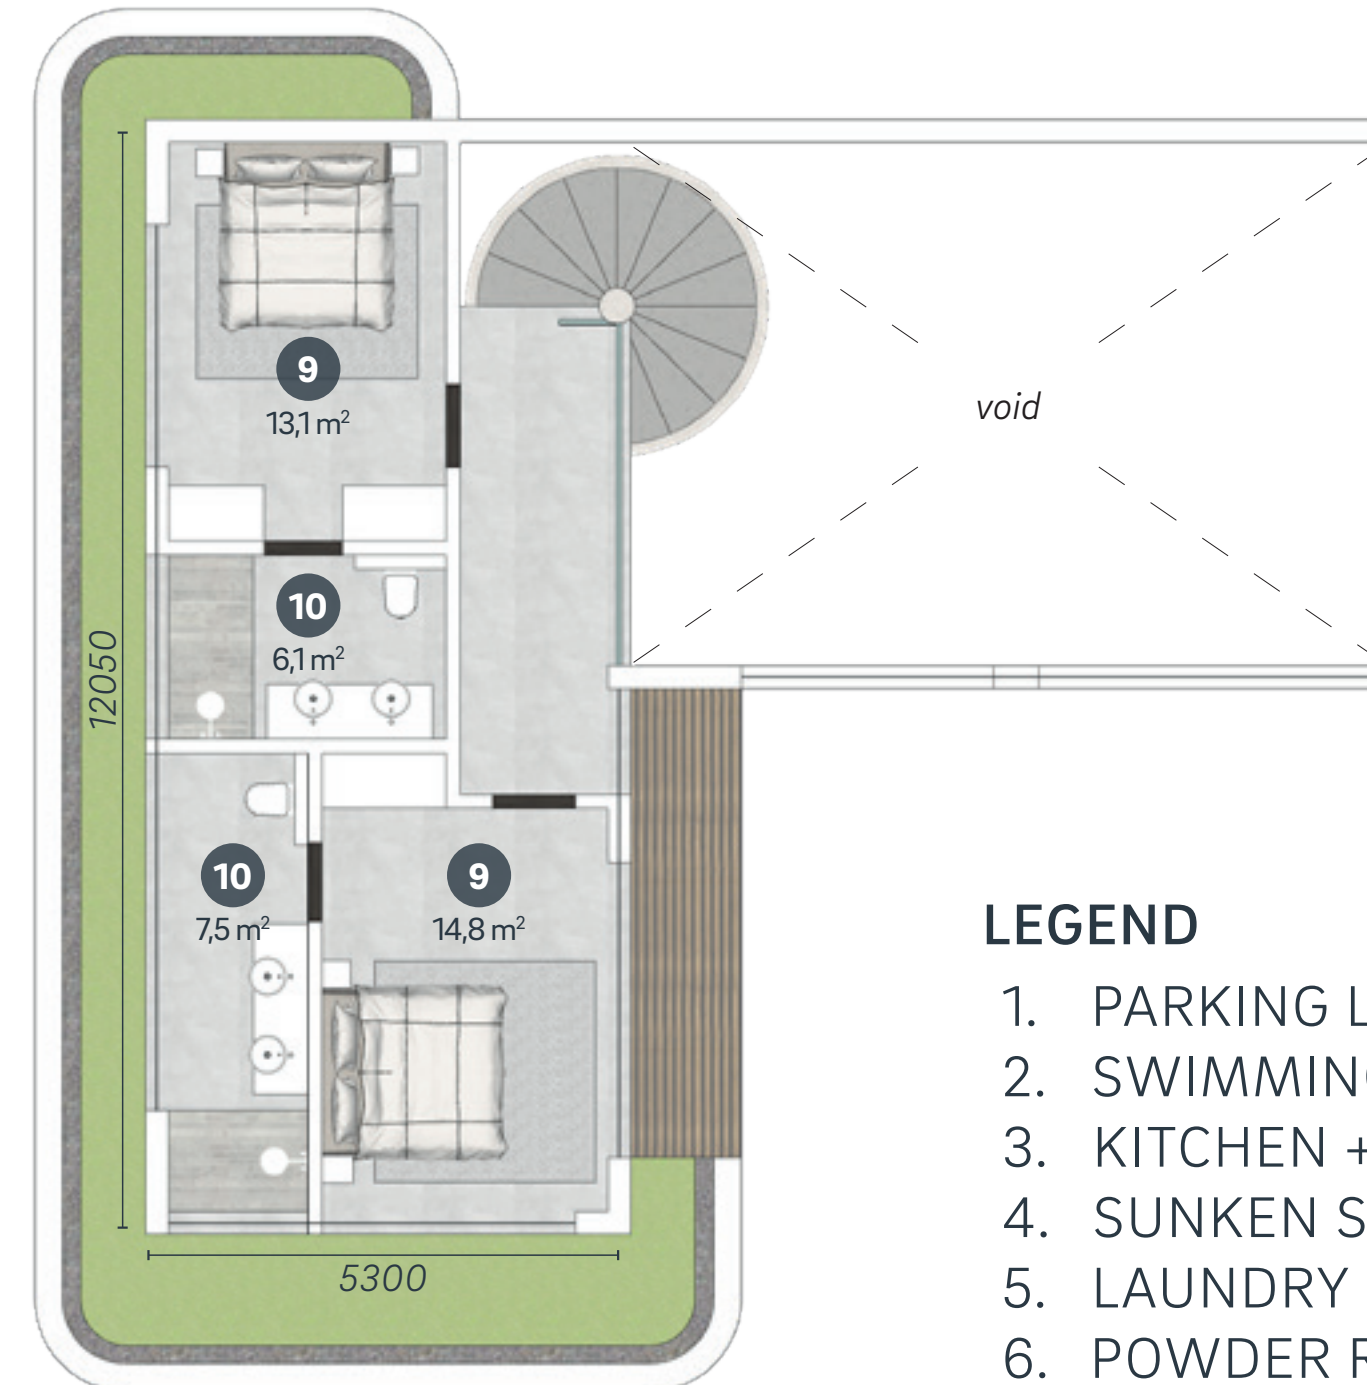 9
13,1 m²
void
10
6,1 m²
12050
10
7,5 m²
9
14,8 m²
5300
LEGEND
1. PARKING
2.
3. KITCHEN +
4. SUNKEN
5. LAUNDRY
6. POWDER